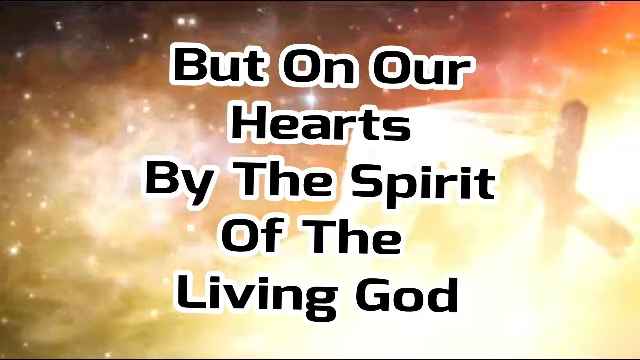 But On Our
Hearts
By The Spirit
Of The
Living God